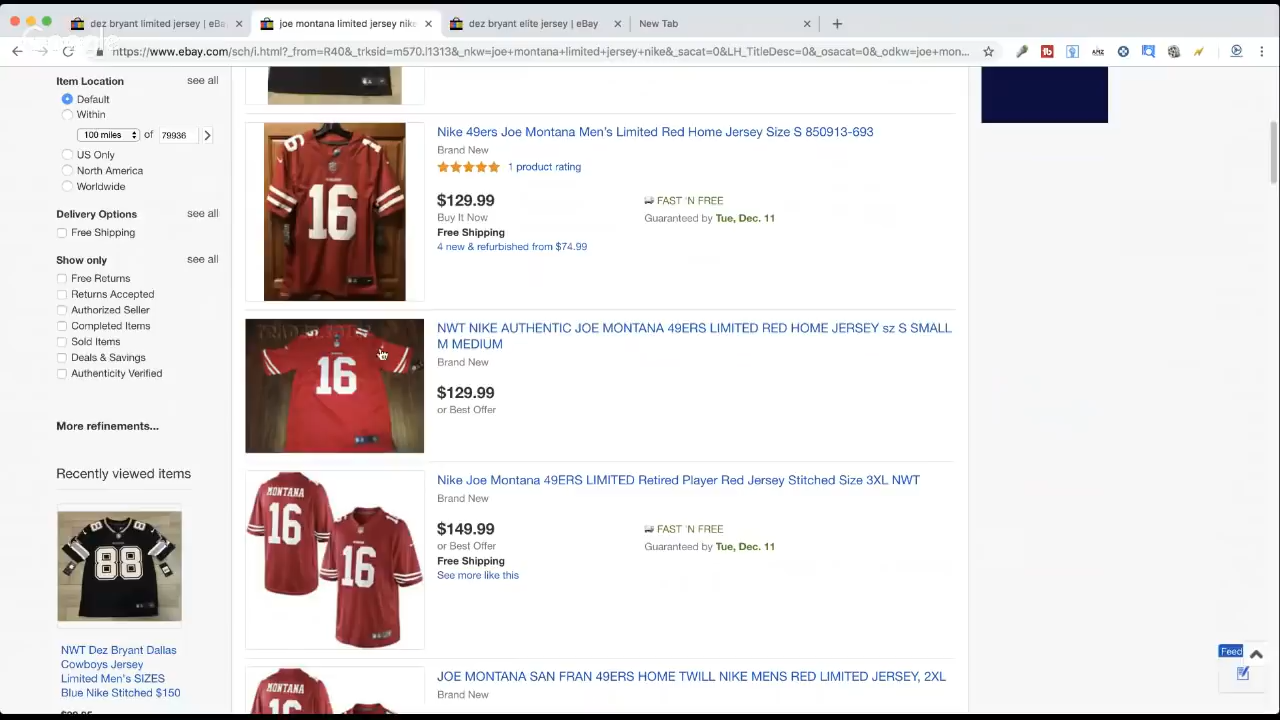 dez bryant limited jersey | eBa
joe montana limited jersey nik
dez bryant elite jersey | eBay
New Tab
https://www.ebay.com/sch/i.html?_from=R40&_trksid=m570.l1313&_nkw=joe+montana+limited+jersey+nike&_sacat=0&LH_TitleDesc=0&_osacat=0&_odkw=joe+mon...
Item Location
see all
Default
Within
100 miles of 79936
US Only
North America
Worldwide
Delivery Options
see all
Free Shipping
Show only
see all
Free Returns
Returns Accepted
Authorized Seller
Completed Items
Sold Items
Deals & Savings
Authenticity Verified
More refinements...
Recently viewed items
88
NWT Dez Bryant Dallas
Cowboys Jersey
Limited Men's SIZES
Blue Nike Stitched $150
16
Nike 49ers Joe Montana Men's Limited Red Home Jersey Size S 850913-693
Brand New
1 product rating
$129.99
Buy It Now
Free Shipping
4 new & refurbished from $74.99
FAST 'N FREE
Guaranteed by Tue, Dec. 11
16
NWT NIKE AUTHENTIC JOE MONTANA 49ERS LIMITED RED HOME JERSEY sz S SMALL
M MEDIUM
Brand New
$129.99
or Best Offer
MONTANA
16
16
Nike Joe Montana 49ERS LIMITED Retired Player Red Jersey Stitched Size 3XL NWT
Brand New
$149.99
or Best Offer
Free Shipping
See more like this
FAST 'N FREE
Guaranteed by Tue, Dec. 11
MONTANA
16
JOE MONTANA SAN FRAN 49ERS HOME TWILL NIKE MENS RED LIMITED JERSEY, 2XL
Brand New
Feed